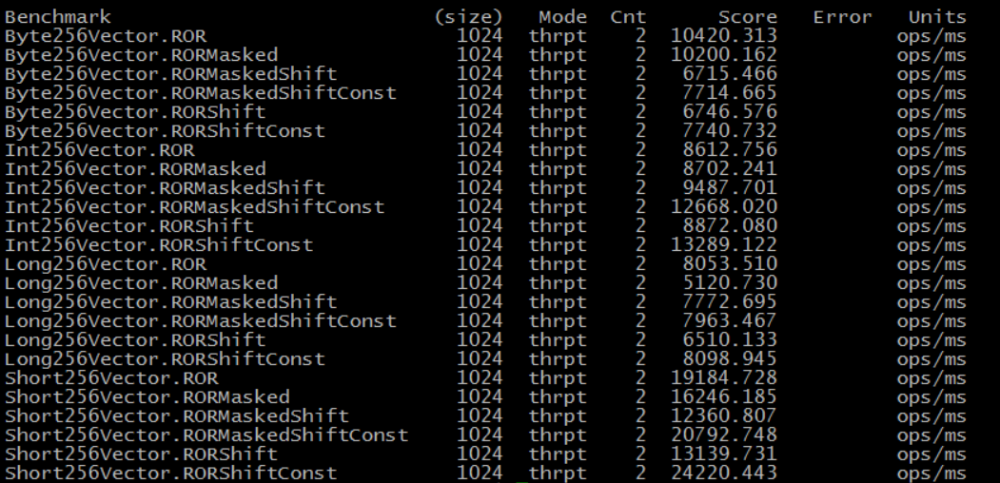 Benchmark (size) Mode Cnt Score Error Units
Byte256Vector.ROR 1024 thrpt 2 10420.313 ops/ms
Byte256Vector.RORMasked 1024 thrpt 2 10200.162 ops/ms
Byte256Vector.RORMaskedShift 1024 thrpt 2 6715.466 ops/ms
Byte256Vector.RORMaskedShiftConst 1024 thrpt 2 7714.665 ops/ms
Byte256Vector.RORShift 1024 thrpt 2 6746.576 ops/ms
Byte256Vector.RORShiftConst 1024 thrpt 2 7740.732 ops/ms
Int256Vector.ROR 1024 thrpt 2 8612.756 ops/ms
Int256Vector.RORMasked 1024 thrpt 2 8702.241 ops/ms
Int256Vector.RORMaskedShift 1024 thrpt 2 9487.701 ops/ms
Int256Vector.RORMaskedShiftConst 1024 thrpt 2 12668.020 ops/ms
Int256Vector.RORShift 1024 thrpt 2 8872.080 ops/ms
Int256Vector.RORShiftConst 1024 thrpt 2 13289.122 ops/ms
Long256Vector.ROR 1024 thrpt 2 8053.510 ops/ms
Long256Vector.RORMasked 1024 thrpt 2 5120.730 ops/ms
Long256Vector.RORMaskedShift 1024 thrpt 2 7772.695 ops/ms
Long256Vector.RORMaskedShiftConst 1024 thrpt 2 7963.467 ops/ms
Long256Vector.RORShift 1024 thrpt 2 6510.133 ops/ms
Long256Vector.RORShiftConst 1024 thrpt 2 8098.945 ops/ms
Short256Vector.ROR 1024 thrpt 2 19184.728 ops/ms
Short256Vector.RORMasked 1024 thrpt 2 16246.185 ops/ms
Short256Vector.RORMaskedShift 1024 thrpt 2 12360.807 ops/ms
Short256Vector.RORMaskedShiftConst 1024 thrpt 2 20792.748 ops/ms
Short256Vector.RORShift 1024 thrpt 2 13139.731 ops/ms
Short256Vector.RORShiftConst 1024 thrpt 2 24220.443 ops/ms